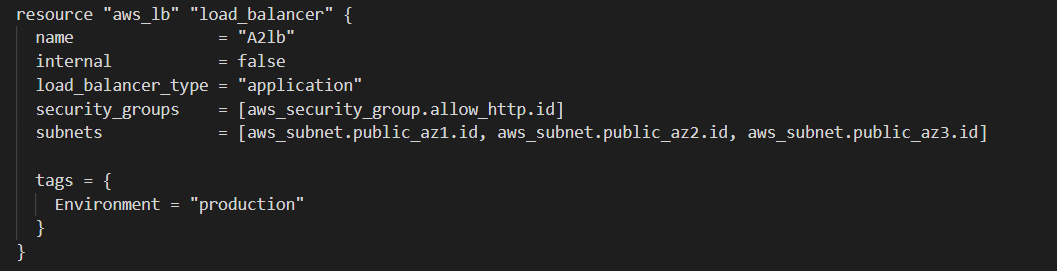 resource "aws_lb" "load_balancer" {
  name               = "A2lb"
  internal           = false
  load_balancer_type = "application"
  security_groups    = [aws_security_group.allow_http.id]
  subnets            = [aws_subnet.public_az1.id, aws_subnet.public_az2.id, aws_subnet.public_az3.id]

  tags = {
    Environment = "production"
  }
}